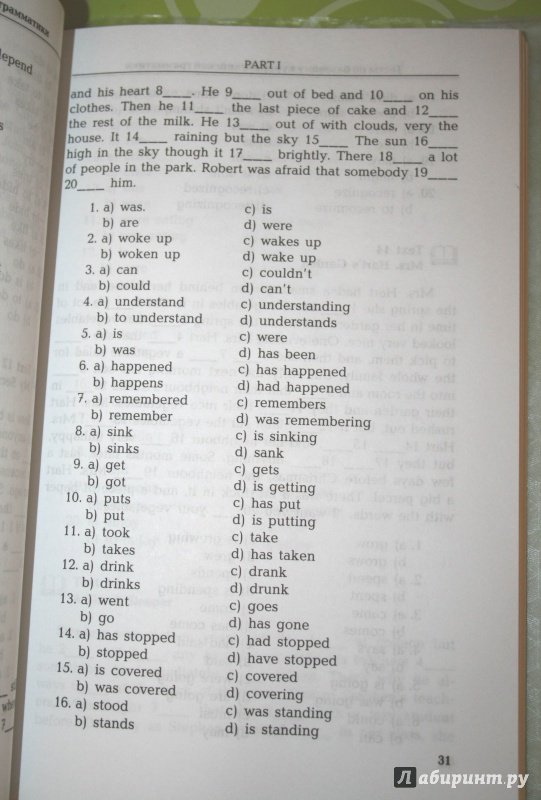 грамматики
depend
PART I
and his heart 8____. He 9____ out of bed and 10____ on his
clothes. Then he 11____ the last piece of cake and 12____
the rest of the milk. He 13____ out of with clouds, very the
house. It 14____ raining but the sky 15____ The sun 16____
high in the sky though it 17____ brightly. There 18____ a lot
of people in the park. Robert was afraid that somebody 19____
20____ him.
1. a) was. c) is
b) are d) were
2. a) woke up c) wakes up
b) woken up d) wake up
3. a) can c) couldn't
b) could d) can't
4. a) understand c) understanding
b) to understand d) understands
5. a) is c) were
b) was d) has been
6. a) happened c) has happened
b) happens d) had happened
7. a) remembered c) remembers
b) remember d) was remembering
8. a) sink c) is sinking
b) sinks d) sank
9. a) get c) gets
b) got d) is getting
10. a) puts c) has put
b) put d) is putting
11. a) took c) take
b) takes d) has taken
12. a) drink c) drank
b) drinks d) drunk
13. a) went c) goes
b) go d) has gone
14. a) has stopped c) had stopped
b) stopped d) have stopped
15. a) is covered c) covered
b) was covered d) covering
16. a) stood c) was standing
b) stands d) is standing
31
Лабиринт.ру